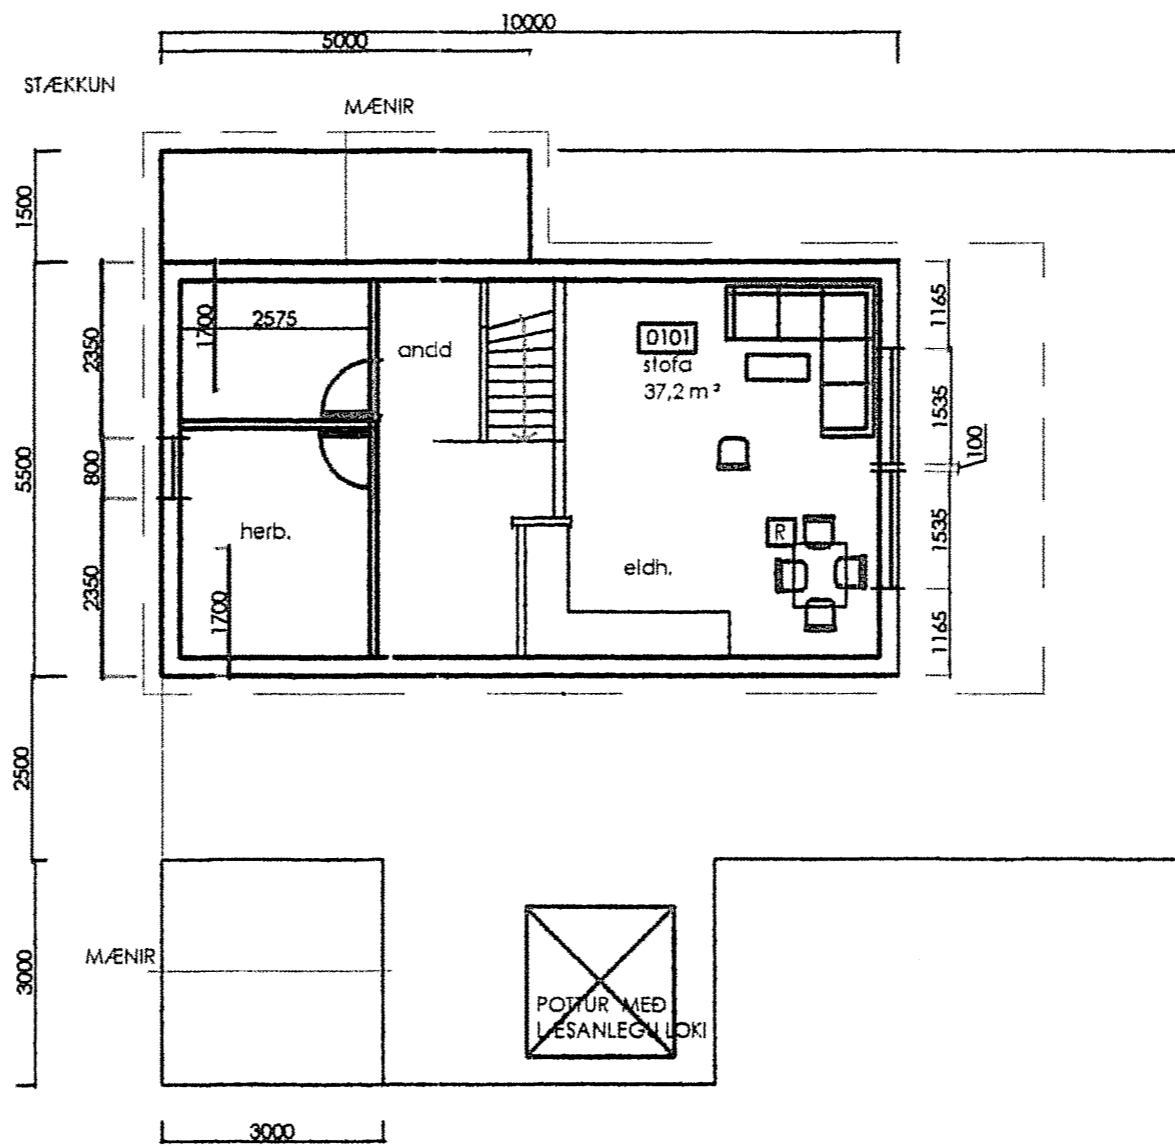 10000
5000
STÆKKUN
MÆNIR
1500
1700
2575
andd
0101
stofa
37,2 m²
1165
2350
1535
100
5500
800
herb.
R
1535
eldh.
2350
1700
1165
2500
MÆNIR
3000
POTTUR MEÐ
LÆSANLEGU LOKI
3000